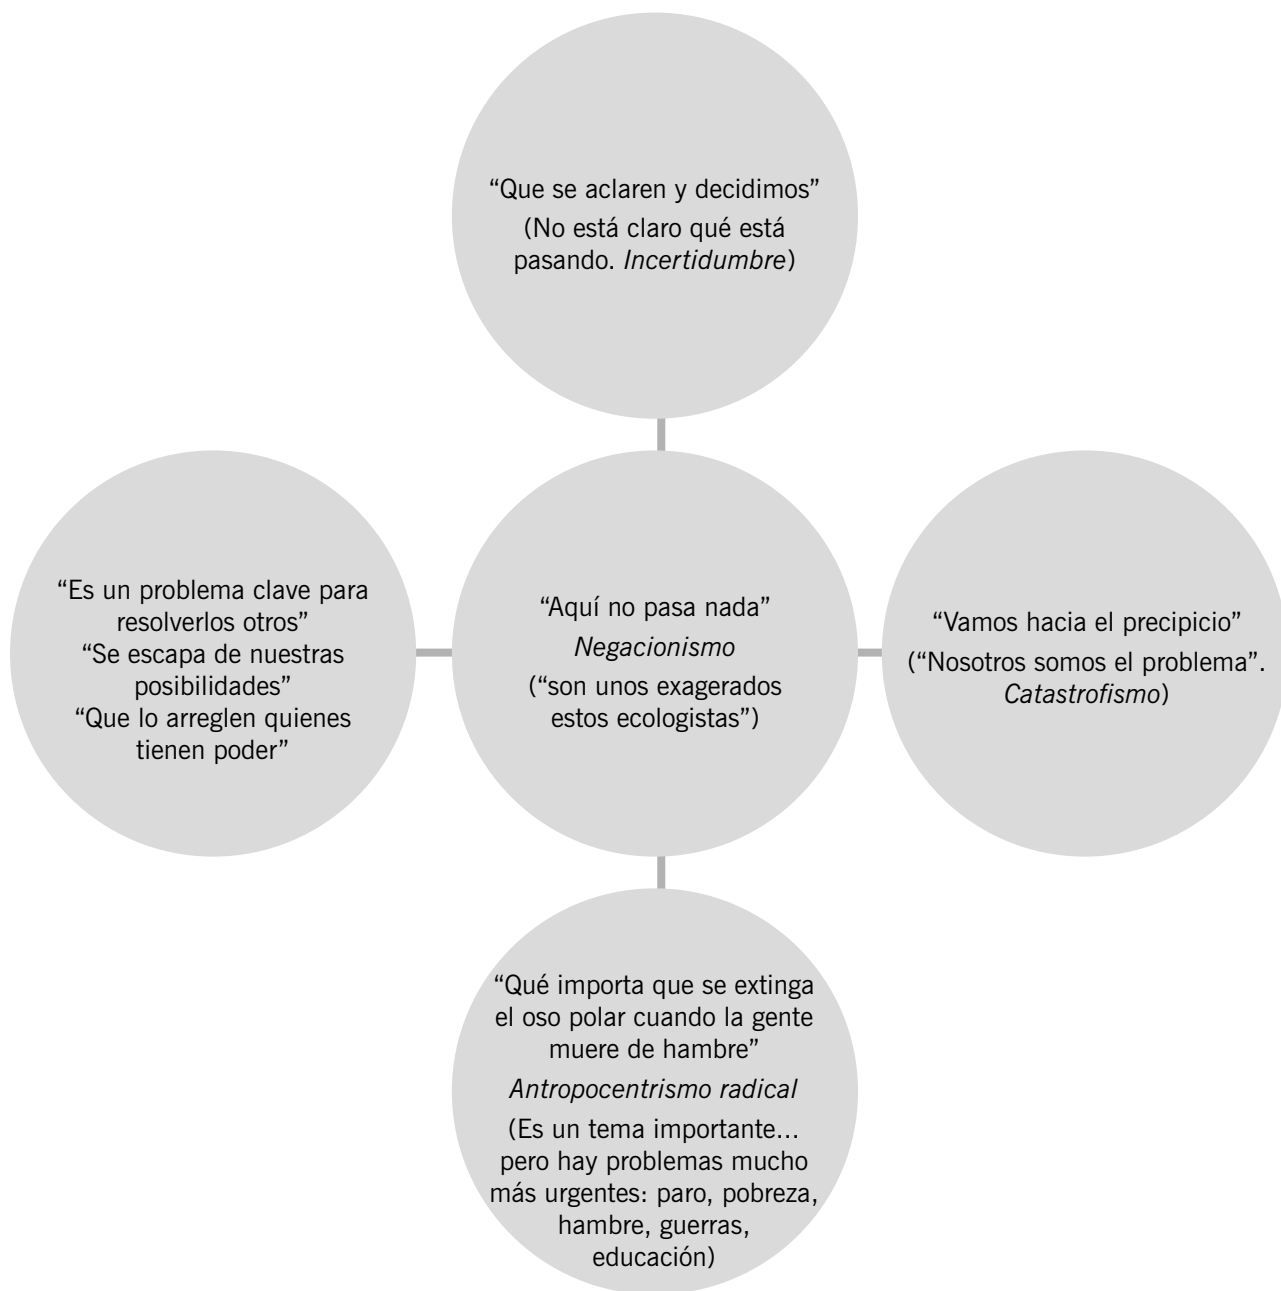 “Que se aclaren y decidimos”
(No está claro qué está
pasando. Incertidumbre)
“Es un problema clave para
resolverlos otros”
“Se escapa de nuestras
posibilidades”
“Que lo arreglen quienes
tienen poder”
“Aquí no pasa nada”
Negacionismo
(“son unos exagerados
estos ecologistas”)
“Vamos hacia el precipicio”
(“Nosotros somos el problema”.
Catastrofismo)
“Qué importa que se extinga
el oso polar cuando la gente
muere de hambre”
Antropocentrismo radical
(Es un tema importante...
pero hay problemas mucho
más urgentes: paro, pobreza,
hambre, guerras,
educación)